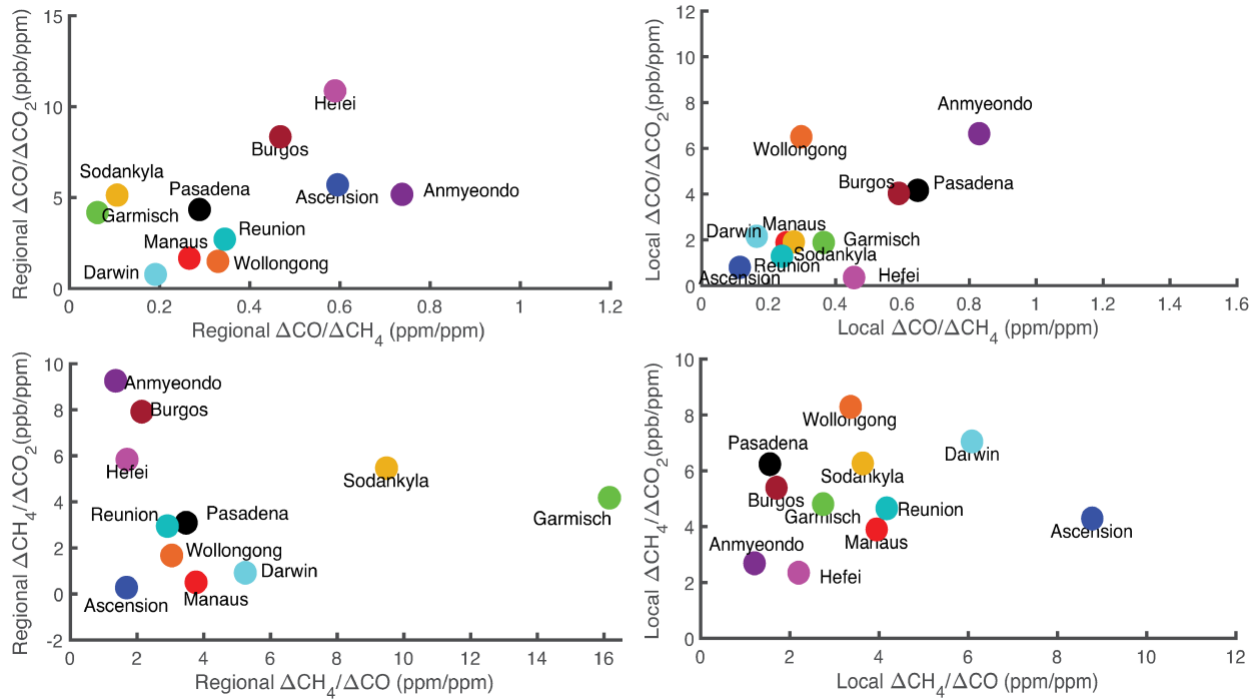 15
10
5
0
0
0.2
0.4
0.6
0.8
1
1.2
Regional ΔCO/ΔCO2(ppb/ppm)
Regional ΔCO/ΔCH4 (ppm/ppm)
Hefei
Burgos
Sodankyla
Pasadena
Ascension
Anmyeondo
Garmisch
Reunion
Manaus
Wollongong
Darwin
12
10
8
6
4
2
0
0
0.2
0.4
0.6
0.8
1
1.2
1.4
1.6
Local ΔCO/ΔCO2(ppb/ppm)
Local ΔCO/ΔCH4 (ppm/ppm)
Anmyeondo
Wollongong
Burgos
Pasadena
Darwin
Manaus
Garmisch
Sodankyla
Reunion
Ascension
Hefei
10
8
6
4
2
0
-2
0
2
4
6
8
10
12
14
16
Regional ΔCH4/ΔCO2(ppb/ppm)
Regional ΔCH4/ΔCO (ppm/ppm)
Anmyeondo
Burgos
Hefei
Sodankyla
Garmisch
Reunion
Pasadena
Wollongong
Darwin
Ascension
Manaus
10
8
6
4
2
0
0
2
4
6
8
10
12
Local ΔCH4/ΔCO2(ppb/ppm)
Local ΔCH4/ΔCO (ppm/ppm)
Wollongong
Pasadena
Darwin
Sodankyla
Burgos
Garmisch
Reunion
Ascension
Manaus
Anmyeondo
Hefei